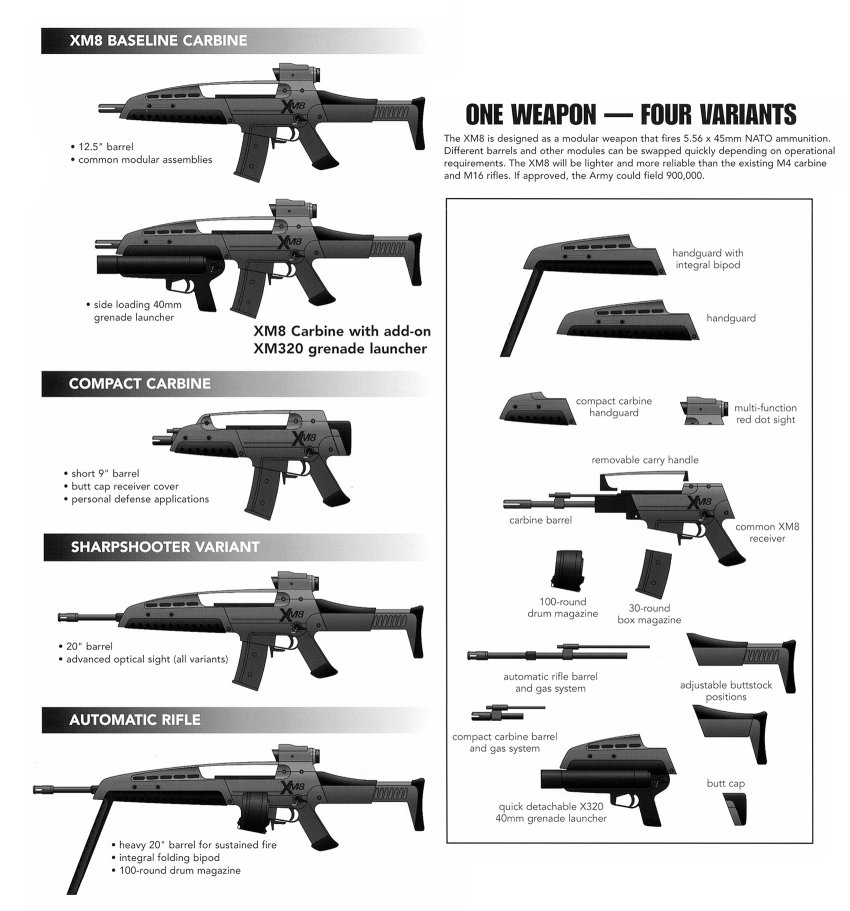 XM8 BASELINE CARBINE
XM8
• 12.5" barrel
• common modular assemblies
XM8
• side loading 40mm
grenade launcher
XM8 Carbine with add-on
XM320 grenade launcher
COMPACT CARBINE
XM8
• short 9" barrel
• butt cap receiver cover
• personal defense applications
SHARPSHOOTER VARIANT
XM8
• 20" barrel
• advanced optical sight (all variants)
AUTOMATIC RIFLE
XM8
• heavy 20" barrel for sustained fire
• integral folding bipod
• 100-round drum magazine
ONE WEAPON — FOUR VARIANTS
The XM8 is designed as a modular weapon that fires 5.56 x 45mm NATO ammunition.
Different barrels and other modules can be swapped quickly depending on operational
requirements. The XM8 will be lighter and more reliable than the existing M4 carbine
and M16 rifles. If approved, the Army could field 900,000.
handguard with
integral bipod
handguard
compact carbine
handguard
multi-function
red dot sight
removable carry handle
XM8
carbine barrel
common XM8
receiver
100-round
drum magazine
30-round
box magazine
automatic rifle barrel
and gas system
adjustable buttstock
positions
compact carbine barrel
and gas system
butt cap
quick detachable X320
40mm grenade launcher